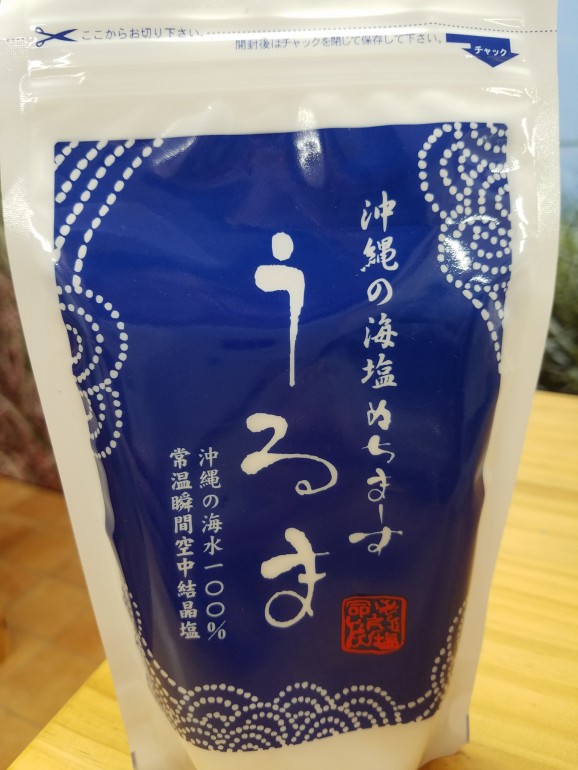 ここからお切り下さい。
開封後はチャックを閉じて保存して下さい。
チャック
沖縄の海塩ぬちまーす
うるま
沖縄の海水一〇〇%
常温瞬間空中結晶塩